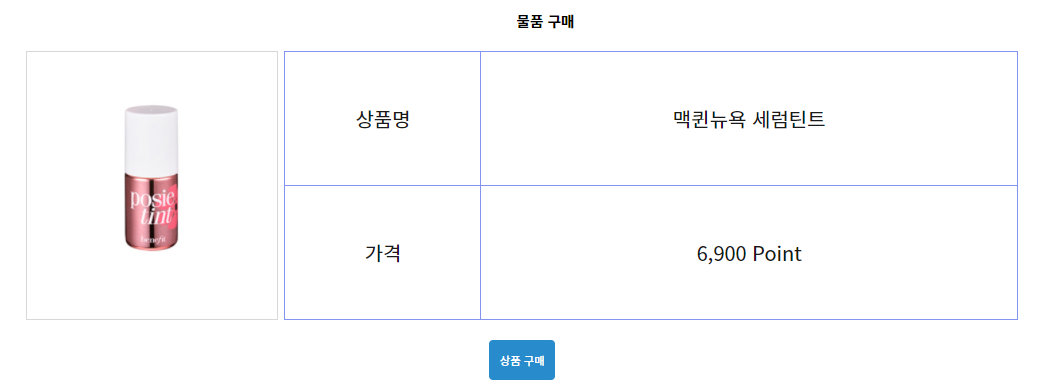 물품 구매
posie
tint
benefit
상품명
맥퀸뉴욕 세럼틴트
가격
6,900 Point
상품 구매